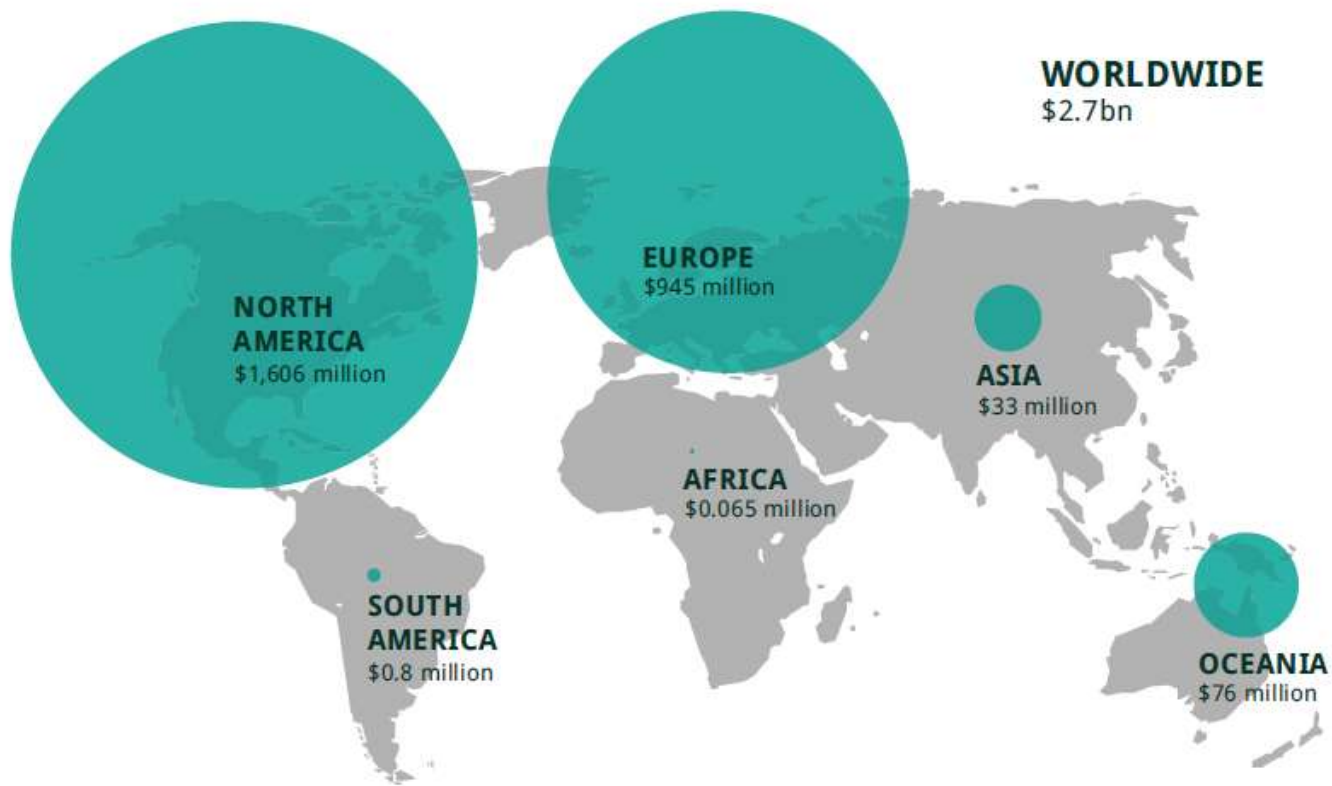 WORLDWIDE
$2.7bn
NORTH
AMERICA
$1,606 million
EUROPE
$945 million
ASIA
$33 million
AFRICA
$0.065 million
SOUTH
AMERICA
$0.8 million
OCEANIA
$76 million